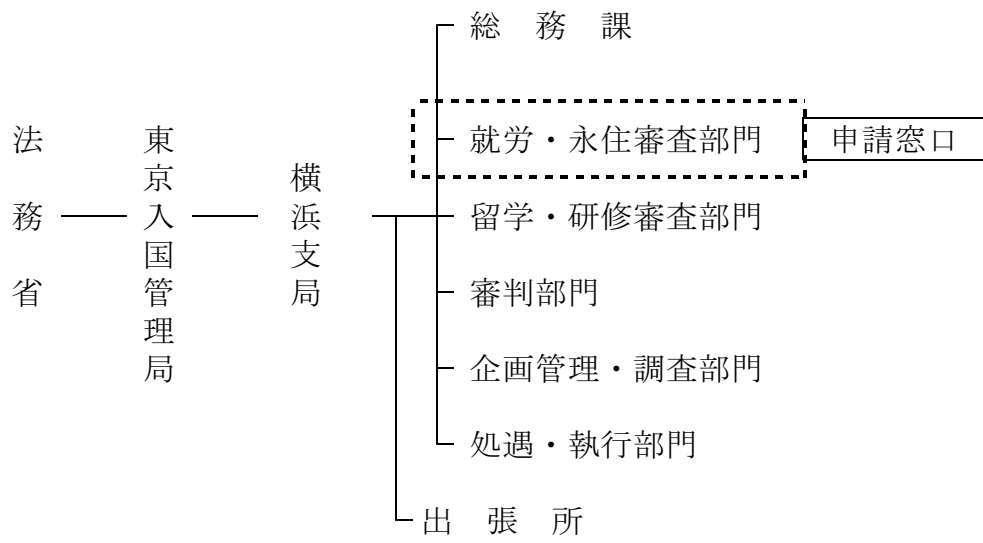 法務省
東京入国管理局
横浜支局
総務課
就労・永住審査部門
申請窓口
留学・研修審査部門
審判部門
企画管理・調査部門
処遇・執行部門
出張所